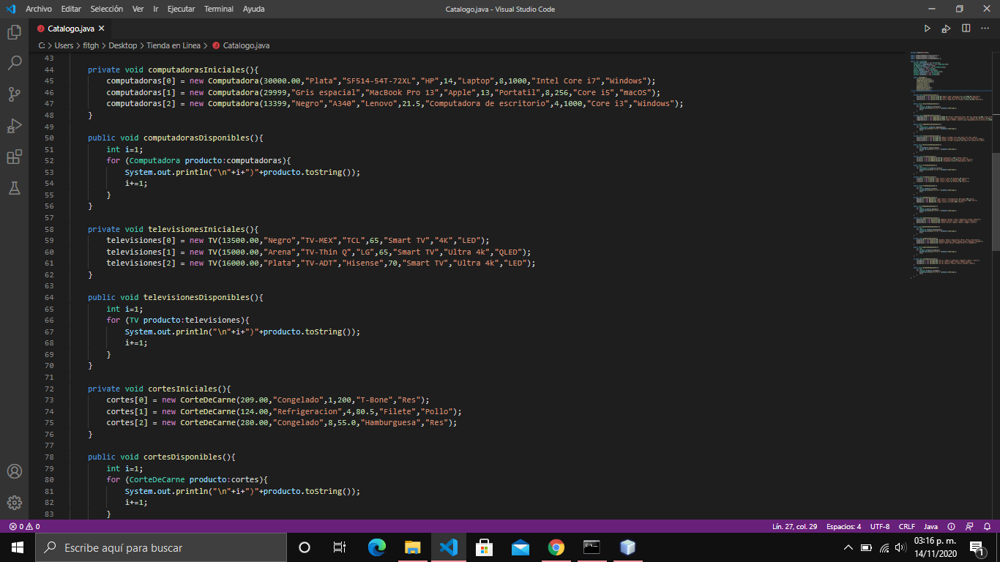 Archivo Editar Selección Ver Ir Ejecutar Terminal Ayuda
Catalogo.java - Visual Studio Code
Catalogo.java
C: > Users > fitgh > Desktop > Tienda en Linea > Catalogo.java
43
44 private void computadorasIniciales(){
45 computadoras[0] = new Computadora(30000.00,"Plata","SF514-54T-72XL","HP",14,"Laptop",8,1000,"Intel Core i7","Windows");
46 computadoras[1] = new Computadora(29999,"Gris espacial","MacBook Pro 13","Apple",13,"Portatil",8,256,"Core i5","macOS");
47 computadoras[2] = new Computadora(13399,"Negro","A340","Lenovo",21.5,"Computadora de escritorio",4,1000,"Core i3","Windows");
48 }
49
50 public void computadorasDisponibles(){
51 int i=1;
52 for (Computadora producto:computadoras){
53 System.out.println("\n"+i+")"+producto.toString());
54 i+=1;
55 }
56 }
57
58 private void televisionesIniciales(){
59 televisiones[0] = new TV(13500.00,"Negro","TV-MEX","TCL",65,"Smart TV","4K","LED");
60 televisiones[1] = new TV(15000.00,"Arena","TV-Thin Q","LG",65,"Smart TV","Ultra 4k","QLED");
61 televisiones[2] = new TV(16000.00,"Plata","TV-ADT","Hisense",70,"Smart TV","Ultra 4k","LED");
62 }
63
64 public void televisionesDisponibles(){
65 int i=1;
66 for (TV producto:televisiones){
67 System.out.println("\n"+i+")"+producto.toString());
68 i+=1;
69 }
70 }
71
72 private void cortesIniciales(){
73 cortes[0] = new CorteDeCarne(209.00,"Congelado",1,200,"T-Bone","Res");
74 cortes[1] = new CorteDeCarne(124.00,"Refrigeracion",4,80.5,"Filete","Pollo");
75 cortes[2] = new CorteDeCarne(280.00,"Congelado",8,55.0,"Hamburguesa","Res");
76 }
77
78 public void cortesDisponibles(){
79 int i=1;
80 for (CorteDeCarne producto:cortes){
81 System.out.println("\n"+i+")"+producto.toString());
82 i+=1;
83 }
0 0
Lín. 27, col. 29 Espacios: 4 UTF-8 CRLF Java
Escribe aquí para buscar
03:16 p. m.
14/11/2020
1